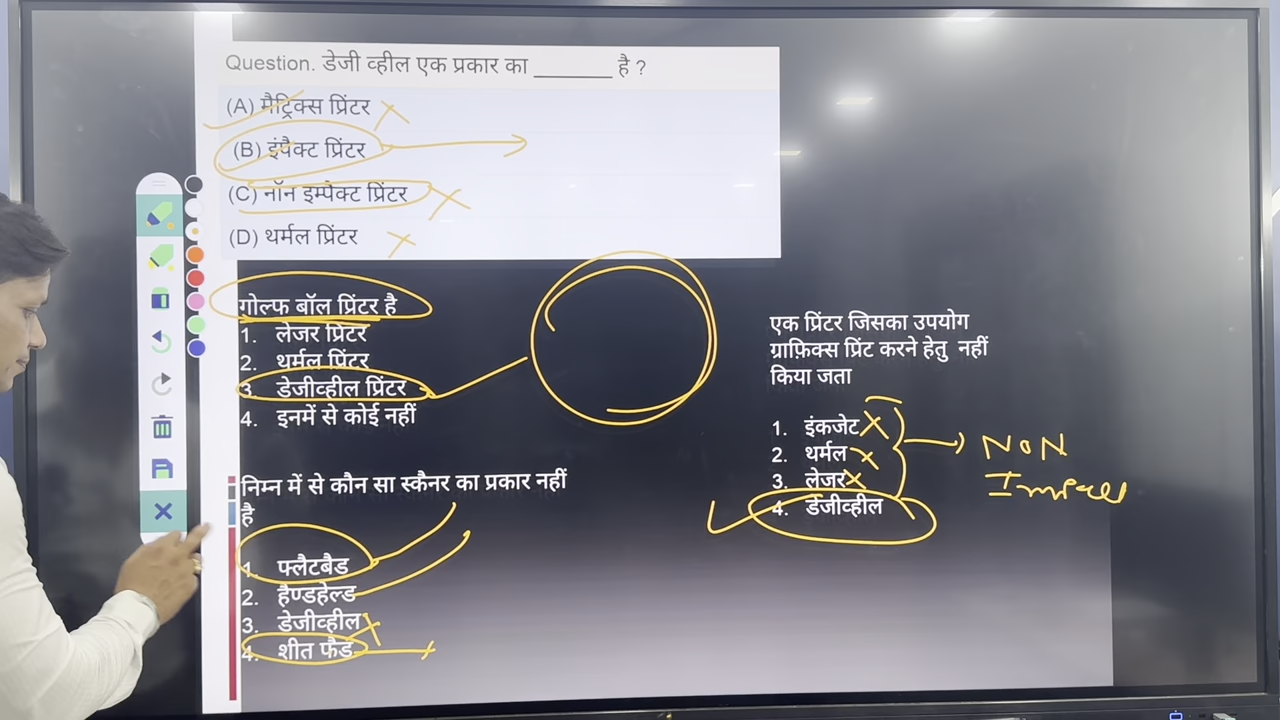 Question. डेजी व्हील एक प्रकार का ________ है ?
(A) मैट्रिक्स प्रिंटर
(B) इंपैक्ट प्रिंटर
(C) नॉन इम्पैक्ट प्रिंटर
(D) थर्मल प्रिंटर
गोल्फ बॉल प्रिंटर है
1. लेजर प्रिंटर
2. थर्मल प्रिंटर
3. डेजीव्हील प्रिंटर
4. इनमें से कोई नहीं
निम्न में से कौन सा स्कैनर का प्रकार नहीं
है
1. फ्लैटबैड
2. हैण्डहेल्ड
3. डेजीव्हील
4. शीत फैड
एक प्रिंटर जिसका उपयोग
ग्राफ़िक्स प्रिंट करने हेतु नहीं
किया जता
1. इंकजेट
2. थर्मल
3. लेजर
4. डेजीव्हील
NON